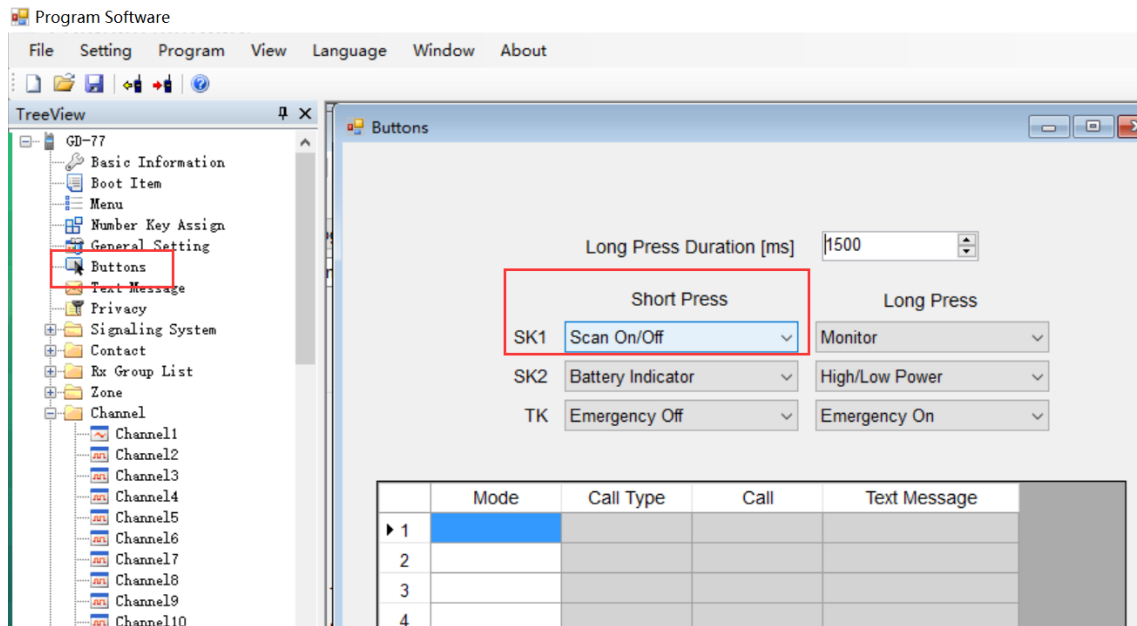 Program Software
File Setting Program View Language Window About
TreeView
GD-77
Basic Information
Boot Item
Menu
Number Key Assign
General Setting
Buttons
Text Message
Privacy
Signaling System
Contact
Rx Group List
Zone
Channel
Channel1
Channel2
Channel3
Channel4
Channel5
Channel6
Channel7
Channel8
Channel9
Channel10
Buttons
Long Press Duration [ms] 1500
Short Press Long Press
SK1 Scan On/Off Monitor
SK2 Battery Indicator High/Low Power
TK Emergency Off Emergency On
Mode Call Type Call Text Message
1
2
3
4